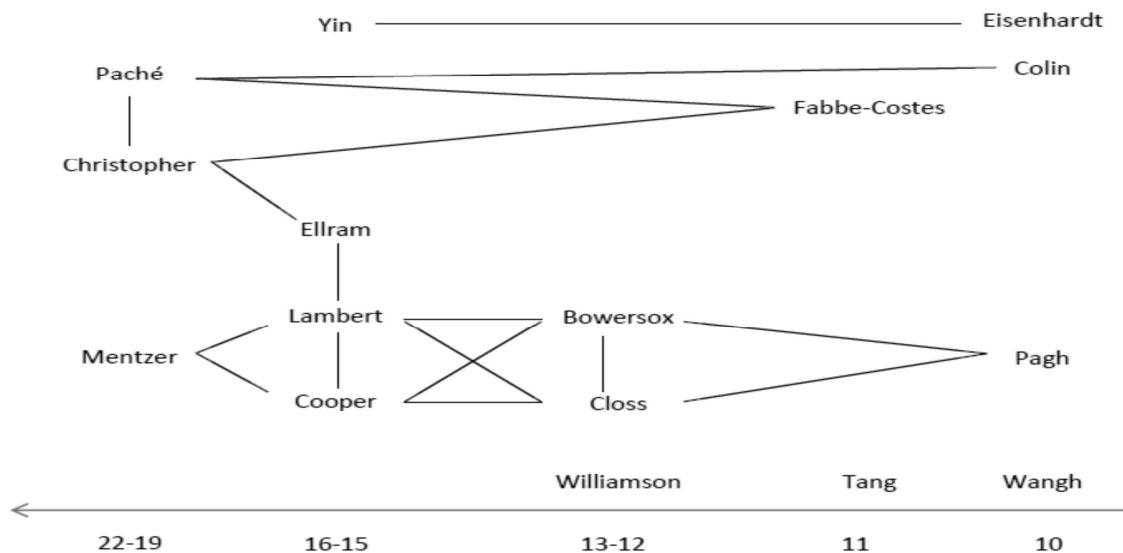 Yin Eisenhardt
Paché Colin
Fabbe-Costes
Christopher
Ellram
Lambert Bowersox
Mentzer Pagh
Cooper Closs
Williamson Tang Wangh
22-19 16-15 13-12 11 10